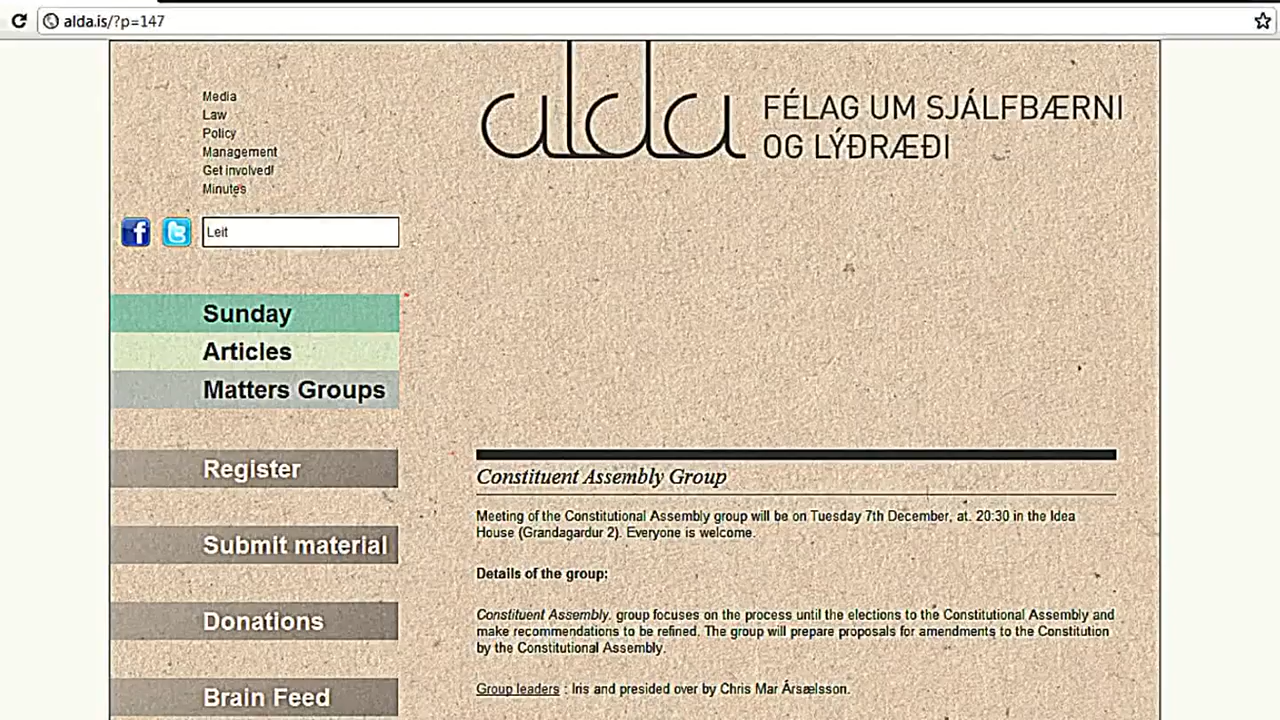 alda.is/?p=147
Media
Law
Policy
Management
Get involved!
Minutes
alda
FÉLAG UM SJÁLFBÆRNI
OG LÝÐRÆÐI
f
t
Leit
Sunday
Articles
Matters Groups
Register
Submit material
Donations
Brain Feed
Constituent Assembly Group
Meeting of the Constitutional Assembly group will be on Tuesday 7th December, at. 20:30 in the Idea
House (Grandagardur 2). Everyone is welcome.
Details of the group:
Constituent Assembly. group focuses on the process until the elections to the Constitutional Assembly and
make recommendations to be refined. The group will prepare proposals for amendments to the Constitution
by the Constitutional Assembly.
Group leaders : Iris and presided over by Chris Mar Ársælsson.